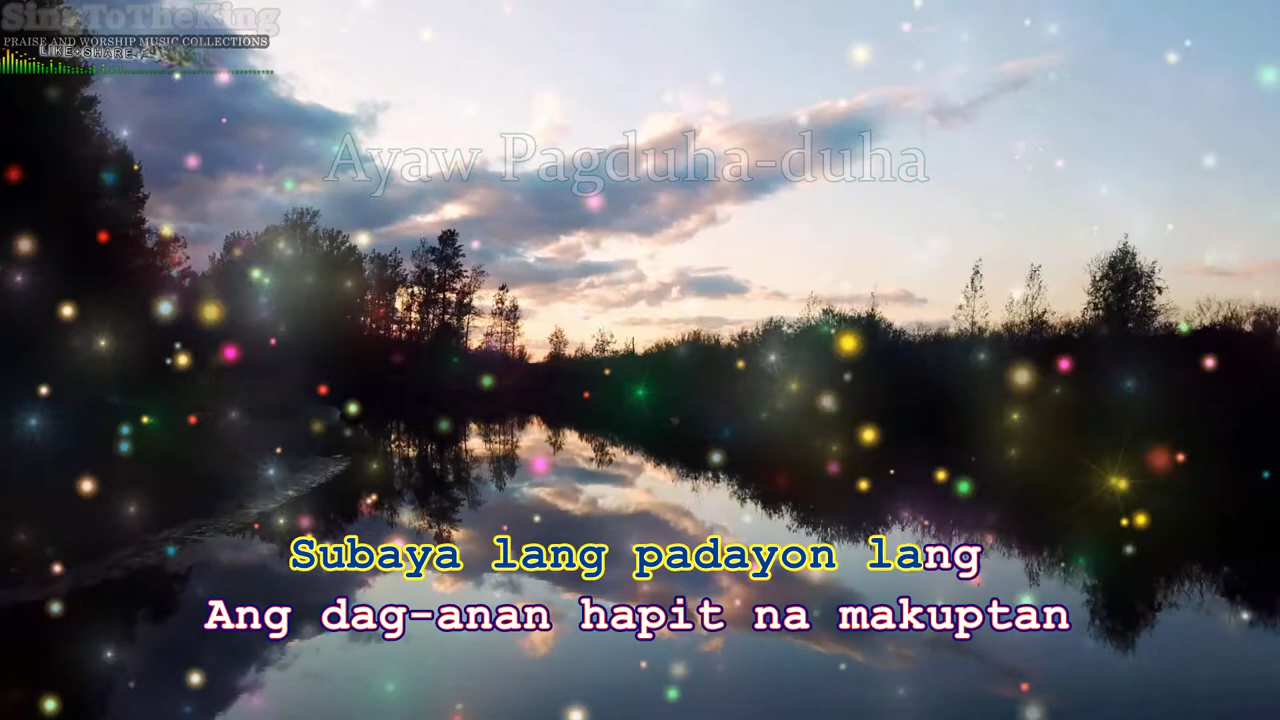 SingToTheKing
PRAISE AND WORSHIP MUSIC COLLECTIONS
LIKE+SHARE
Ayaw Pagduha-duha
Subaya lang padayon lang
Ang dag-anan hapit na makuptan